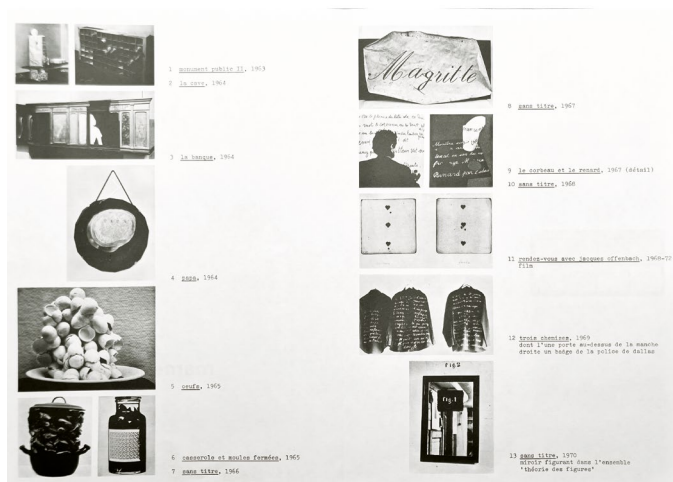 1 monument public II, 1963
2 la cave, 1964
3 la banque, 1964
4 papa, 1964
5 oeufs, 1965
6 casserole et moules fermées, 1965
7 sans titre, 1966
Magritte
8 sans titre, 1967
9 le corbeau et le renard, 1967 (détail)
10 sans titre, 1968
11 rendez-vous avec jacques offenbach, 1968-72
film
12 trois chemises, 1969
dont l'une porte au-dessus de la manche
droite un badge de la police de dallas
fig2
fig.1
13 sans titre, 1970
miroir figurant dans l'ensemble
'théorie des figures'